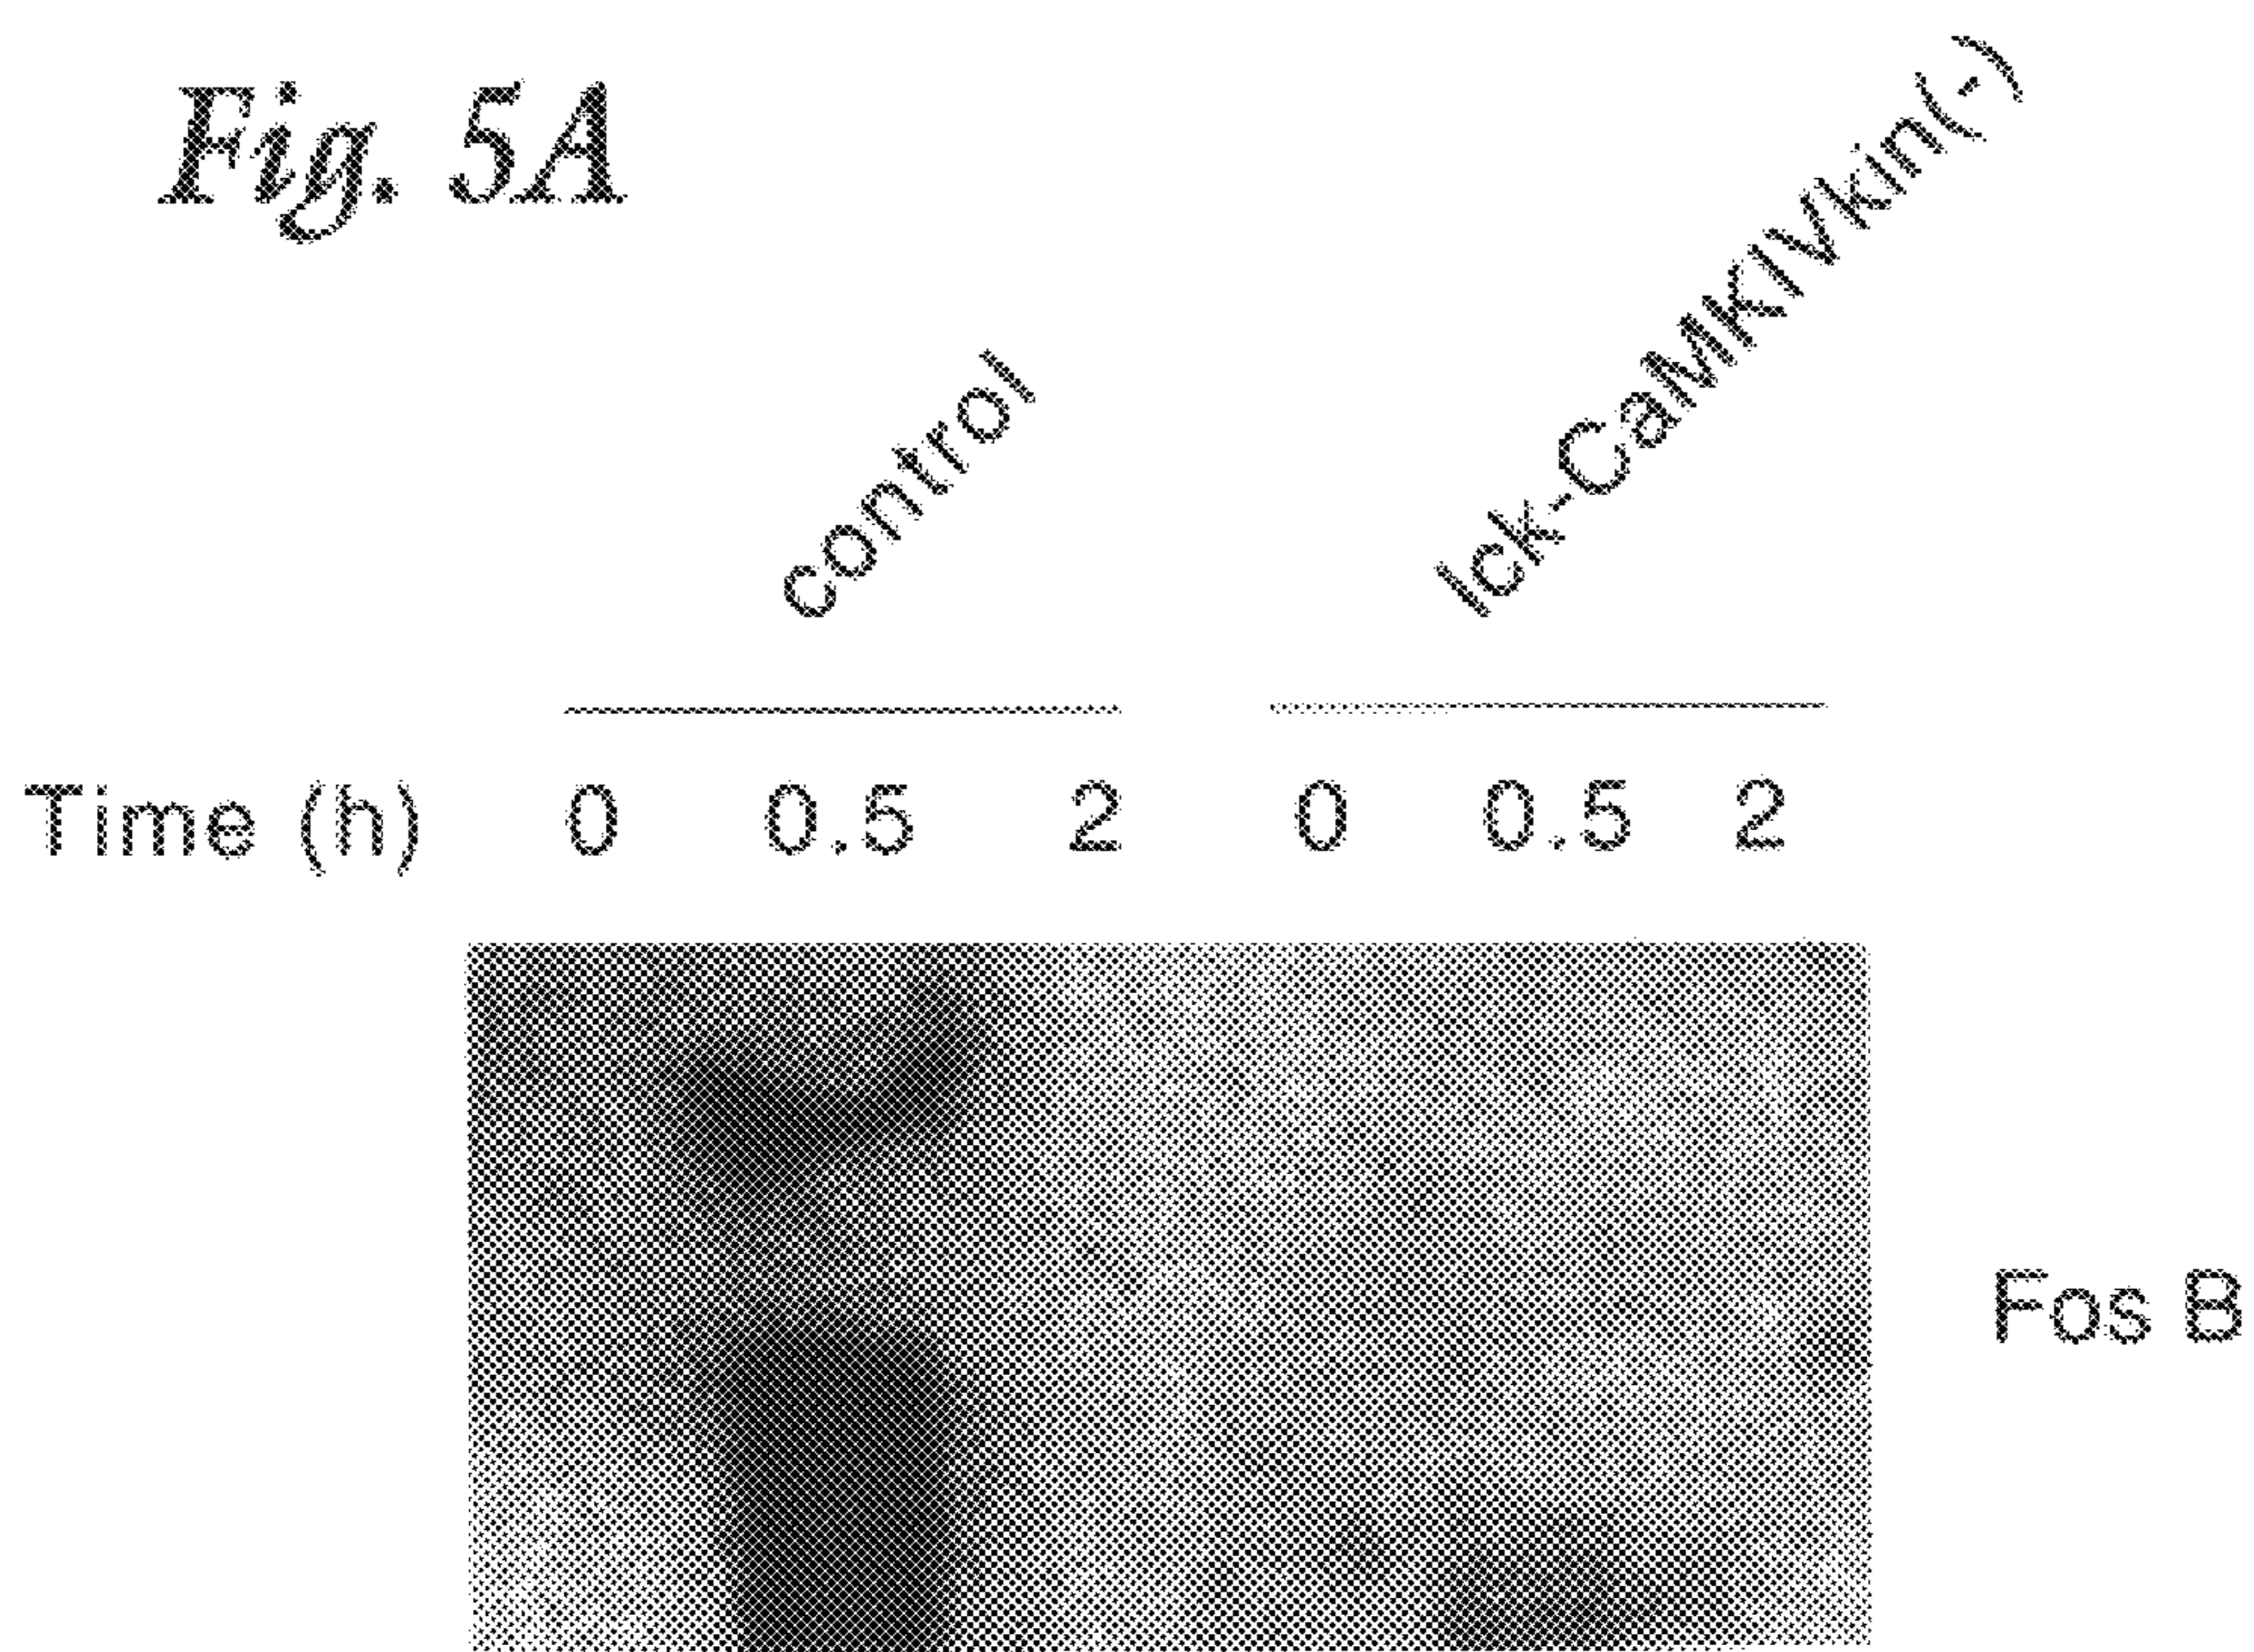 Fig. 5A
control
lck-CaMKIVkin(-)
Time (h) 0 0.5 2 0 0.5 2
Fos B